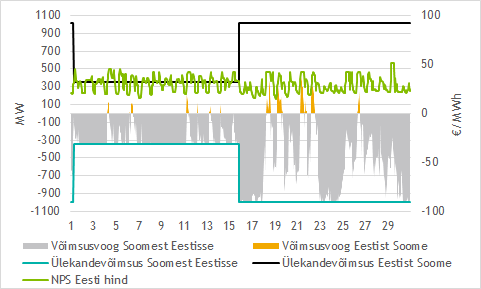 1100 100
900
700
500 50
300
100
-100 0
-300
-500 -50
-700
-900
-1100 -100
MW
€/MWh
1 3 5 7 9 11 13 15 17 19 21 23 25 27 29
Võimsusvoog Soomest Eestisse Võimsusvoog Eestist Soome
Ülekandevõimsus Soomest Eestisse Ülekandevõimsus Eestist Soome
NPS Eesti hind